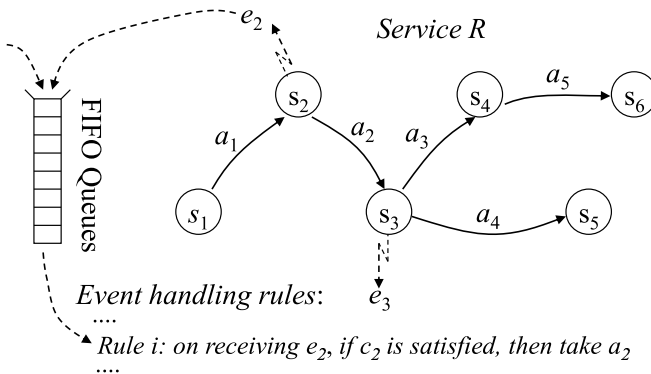 e2
Service R
s2
s4
a5
s6
FIFO Queues
a1
a2
a3
s1
s3
a4
s5
Event handling rules:
e3
....
Rule i: on receiving e2, if c2 is satisfied, then take a2
....